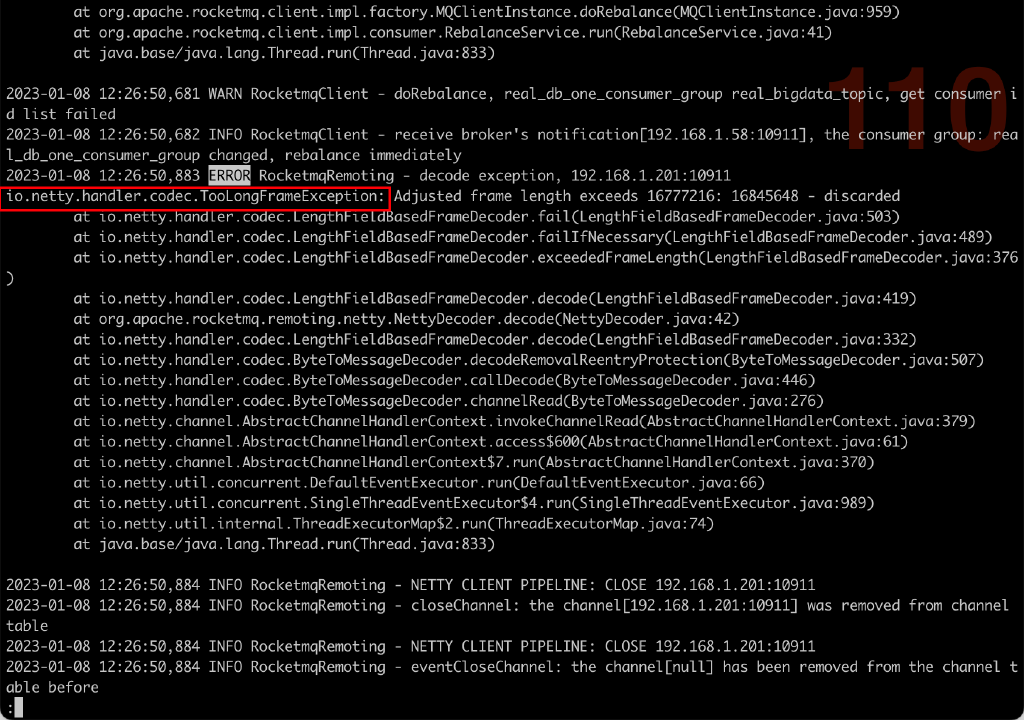 at org.apache.rocketmq.client.impl.factory.MQClientInstance.doRebalance(MQClientInstance.java:959)
at org.apache.rocketmq.client.impl.consumer.RebalanceService.run(RebalanceService.java:41)
at java.base/java.lang.Thread.run(Thread.java:833)
110
2023-01-08 12:26:50,681 WARN RocketmqClient - doRebalance, real_db_one_consumer_group real_bigdata_topic, get consumer i
d list failed
2023-01-08 12:26:50,682 INFO RocketmqClient - receive broker's notification[192.168.1.58:10911], the consumer group: rea
l_db_one_consumer_group changed, rebalance immediately
2023-01-08 12:26:50,883 ERROR RocketmqRemoting - decode exception, 192.168.1.201:10911
io.netty.handler.codec.TooLongFrameException: Adjusted frame length exceeds 16777216: 16845648 - discarded
at io.netty.handler.codec.LengthFieldBasedFrameDecoder.fail(LengthFieldBasedFrameDecoder.java:503)
at io.netty.handler.codec.LengthFieldBasedFrameDecoder.failIfNecessary(LengthFieldBasedFrameDecoder.java:489)
at io.netty.handler.codec.LengthFieldBasedFrameDecoder.exceededFrameLength(LengthFieldBasedFrameDecoder.java:376
)
at io.netty.handler.codec.LengthFieldBasedFrameDecoder.decode(LengthFieldBasedFrameDecoder.java:419)
at org.apache.rocketmq.remoting.netty.NettyDecoder.decode(NettyDecoder.java:42)
at io.netty.handler.codec.LengthFieldBasedFrameDecoder.decode(LengthFieldBasedFrameDecoder.java:332)
at io.netty.handler.codec.ByteToMessageDecoder.decodeRemovalReentryProtection(ByteToMessageDecoder.java:507)
at io.netty.handler.codec.ByteToMessageDecoder.callDecode(ByteToMessageDecoder.java:446)
at io.netty.handler.codec.ByteToMessageDecoder.channelRead(ByteToMessageDecoder.java:276)
at io.netty.channel.AbstractChannelHandlerContext.invokeChannelRead(AbstractChannelHandlerContext.java:379)
at io.netty.channel.AbstractChannelHandlerContext.access$600(AbstractChannelHandlerContext.java:61)
at io.netty.channel.AbstractChannelHandlerContext$7.run(AbstractChannelHandlerContext.java:370)
at io.netty.util.concurrent.DefaultEventExecutor.run(DefaultEventExecutor.java:66)
at io.netty.util.concurrent.SingleThreadEventExecutor$4.run(SingleThreadEventExecutor.java:989)
at io.netty.util.internal.ThreadExecutorMap$2.run(ThreadExecutorMap.java:74)
at java.base/java.lang.Thread.run(Thread.java:833)
2023-01-08 12:26:50,884 INFO RocketmqRemoting - NETTY CLIENT PIPELINE: CLOSE 192.168.1.201:10911
2023-01-08 12:26:50,884 INFO RocketmqRemoting - closeChannel: the channel[192.168.1.201:10911] was removed from channel
table
2023-01-08 12:26:50,884 INFO RocketmqRemoting - NETTY CLIENT PIPELINE: CLOSE 192.168.1.201:10911
2023-01-08 12:26:50,884 INFO RocketmqRemoting - eventCloseChannel: the channel[null] has been removed from the channel t
able before
: